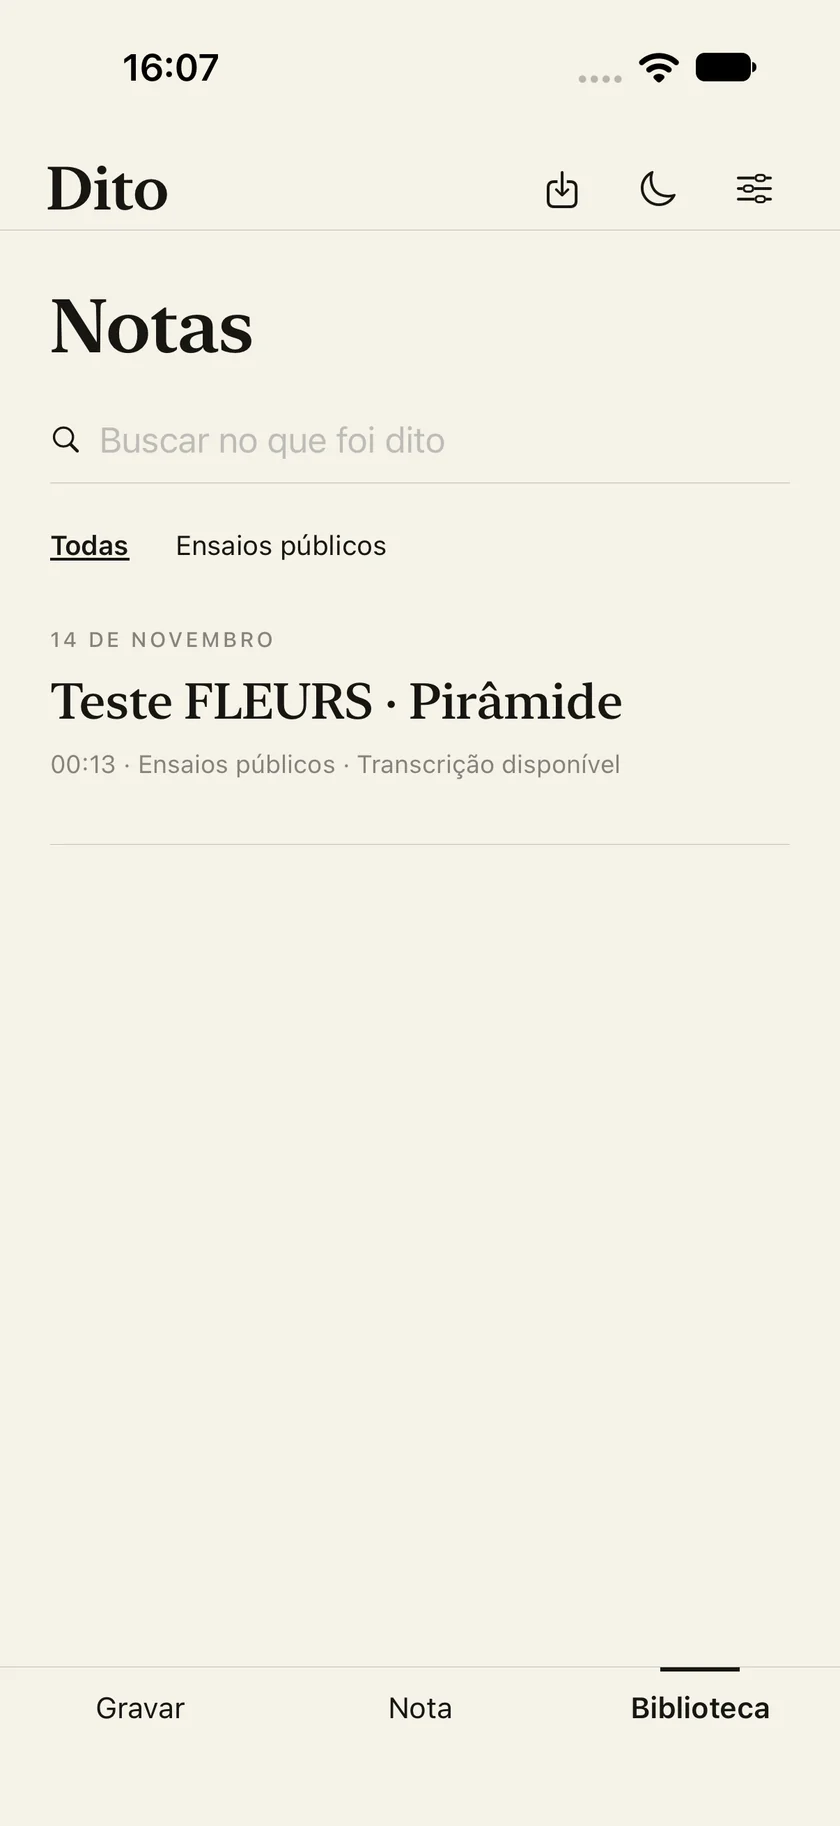 16:07
Dito
Notas
Buscar no que foi dito
Todas Ensaios públicos
14 DE NOVEMBRO
Teste FLEURS · Pirâmide
00:13 · Ensaios públicos · Transcrição disponível
Gravar Nota Biblioteca